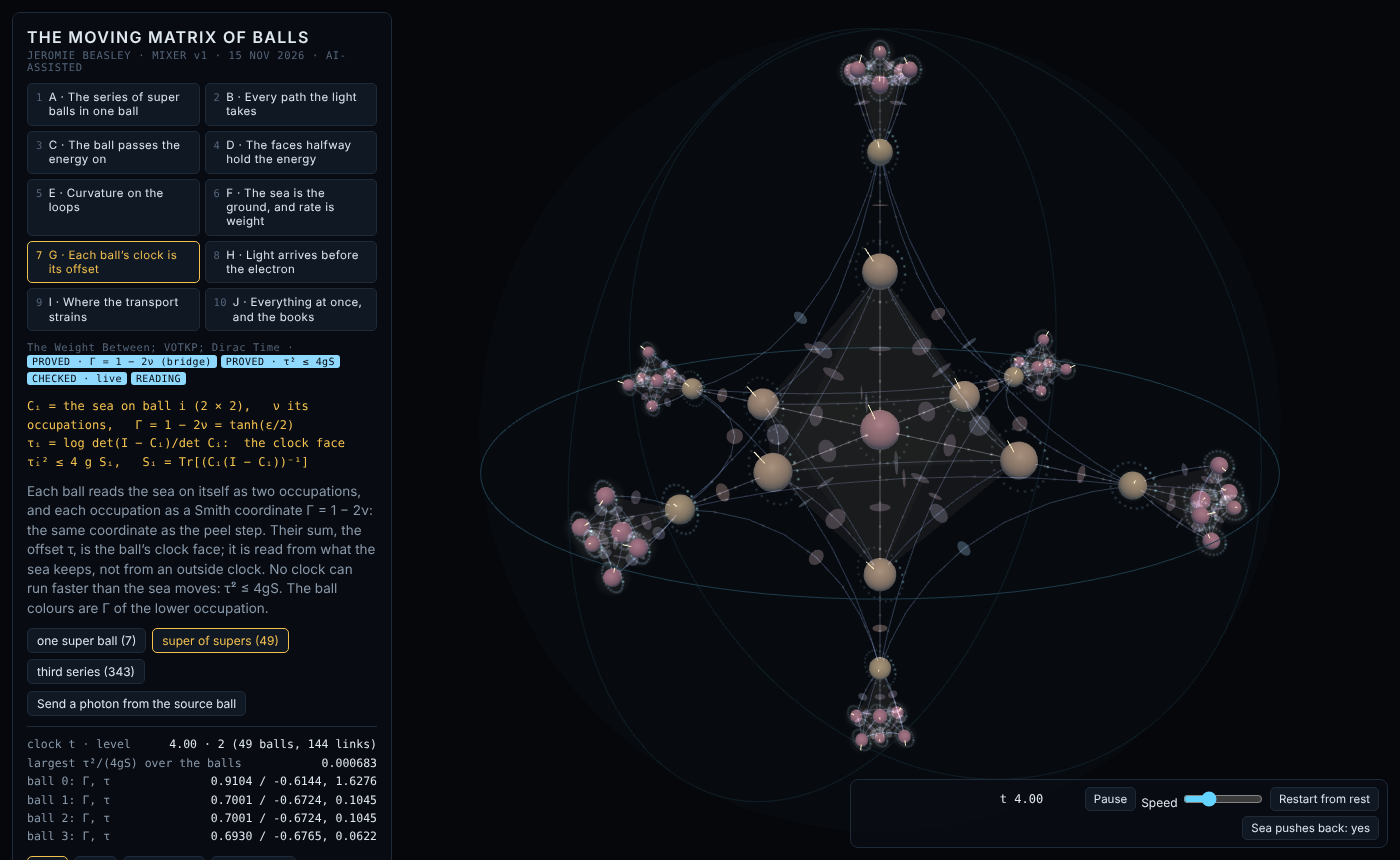 THE MOVING MATRIX OF BALLS
JEROMIE BEASLEY · MIXER v1 · 15 NOV 2026 · AI-
ASSISTED
1 A · The series of super
balls in one ball
2 B · Every path the light
takes
3 C · The ball passes the
energy on
4 D · The faces halfway
hold the energy
5 E · Curvature on the
loops
6 F · The sea is the
ground, and rate is
weight
7 G · Each ball’s clock is
its offset
8 H · Light arrives before
the electron
9 I · Where the transport
strains
10 J · Everything at once,
and the books
The Weight Between; VOTKP; Dirac Time ·
PROVED · Γ = 1 − 2ν (bridge) PROVED · τ̇² ≤ 4gS
CHECKED · live READING
Cᵢ = the sea on ball i (2 × 2), ν its
occupations, Γ = 1 − 2ν = tanh(ε/2)
τᵢ = log det(I − Cᵢ)/det Cᵢ: the clock face
τ̇ᵢ² ≤ 4 g Sᵢ, Sᵢ = Tr[(Cᵢ(I − Cᵢ))⁻¹]
Each ball reads the sea on itself as two occupations,
and each occupation as a Smith coordinate Γ = 1 − 2ν:
the same coordinate as the peel step. Their sum, the
offset τ, is the ball’s clock face; it is read from what the
sea keeps, not from an outside clock. No clock can
run faster than the sea moves: τ̇² ≤ 4gS. The ball
colours are Γ of the lower occupation.
one super ball (7) super of supers (49)
third series (343)
Send a photon from the source ball
clock t · level 4.00 · 2 (49 balls, 144 links)
largest τ̇²/(4gS) over the balls 0.000683
ball 0: Γ, τ 0.9104 / -0.6144, 1.6276
ball 1: Γ, τ 0.7001 / -0.6724, 0.1045
ball 2: Γ, τ 0.7001 / -0.6724, 0.1045
ball 3: Γ, τ 0.6930 / -0.6765, 0.0622
t 4.00 Pause Speed Restart from rest
Sea pushes back: yes